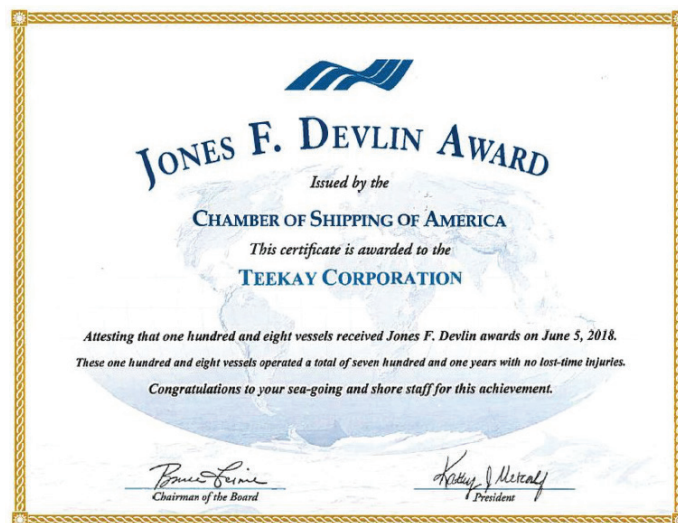 JONES F. DEVLIN AWARD
Issued by the
CHAMBER OF SHIPPING OF AMERICA
This certificate is awarded to the
TEEKAY CORPORATION
Attesting that one hundred and eight vessels received Jones F. Devlin awards on June 5, 2018.
These one hundred and eight vessels operated a total of seven hundred and one years with no lost-time injuries.
Congratulations to your sea-going and shore staff for this achievement.
Kathy J Metcalf
Chairman of the Board
President